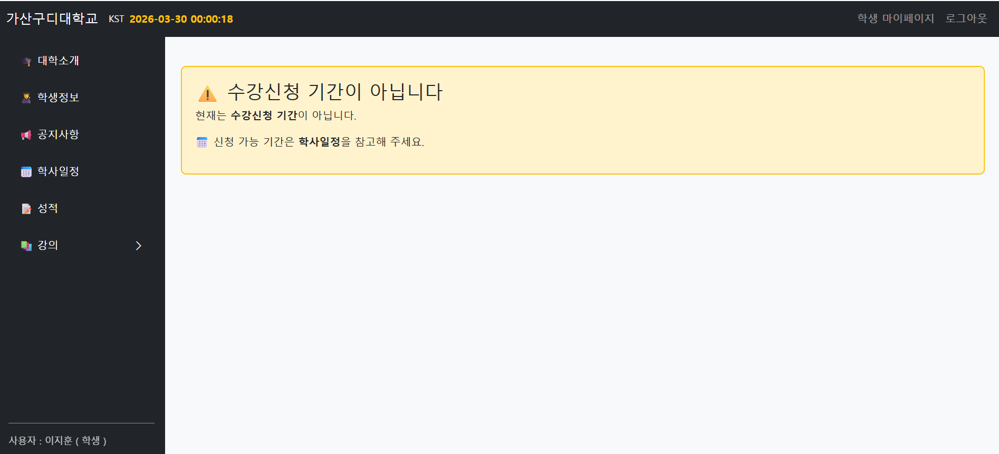 가산구디대학교 KST 2026-03-30 00:00:18 학생 마이페이지 로그아웃
대학소개
학생정보
공지사항
학사일정
성적
강의
사용자 : 이지훈 ( 학생 )
수강신청 기간이 아닙니다
현재는 수강신청 기간이 아닙니다.
신청 가능 기간은 학사일정을 참고해 주세요.